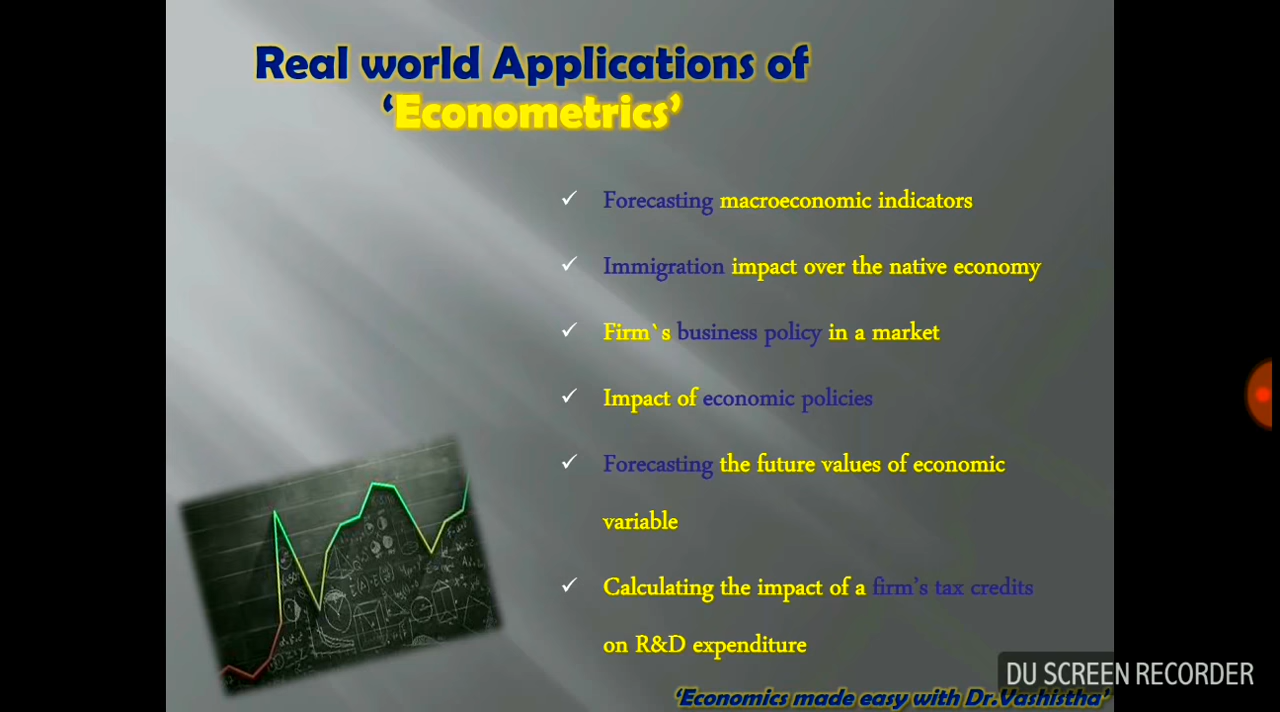 Real world Applications of
‘Econometrics’
✓ Forecasting macroeconomic indicators
✓ Immigration impact over the native economy
✓ Firm`s business policy in a market
✓ Impact of economic policies
✓ Forecasting the future values of economic
variable
✓ Calculating the impact of a firm’s tax credits
on R&D expenditure
DU SCREEN RECORDER
‘Economics made easy with Dr.Vashistha’